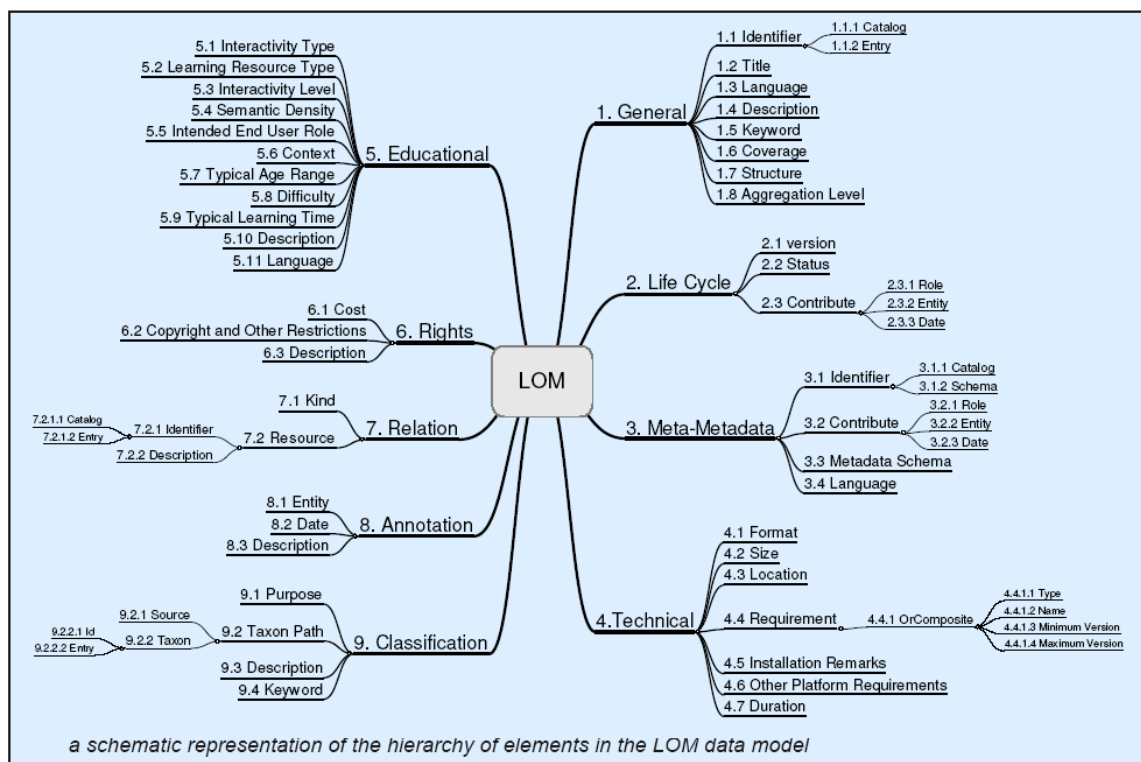 LOM
1. General
1.1 Identifier
1.1.1 Catalog
1.1.2 Entry
1.2 Title
1.3 Language
1.4 Description
1.5 Keyword
1.6 Coverage
1.7 Structure
1.8 Aggregation Level
2. Life Cycle
2.1 version
2.2 Status
2.3 Contribute
2.3.1 Role
2.3.2 Entity
2.3.3 Date
3. Meta-Metadata
3.1 Identifier
3.1.1 Catalog
3.1.2 Schema
3.2 Contribute
3.2.1 Role
3.2.2 Entity
3.2.3 Date
3.3 Metadata Schema
3.4 Language
4.Technical
4.1 Format
4.2 Size
4.3 Location
4.4 Requirement
4.4.1 OrComposite
4.4.1.1 Type
4.4.1.2 Name
4.4.1.3 Minimum Version
4.4.1.4 Maximum Version
4.5 Installation Remarks
4.6 Other Platform Requirements
4.7 Duration
5. Educational
5.1 Interactivity Type
5.2 Learning Resource Type
5.3 Interactivity Level
5.4 Semantic Density
5.5 Intended End User Role
5.6 Context
5.7 Typical Age Range
5.8 Difficulty
5.9 Typical Learning Time
5.10 Description
5.11 Language
6. Rights
6.1 Cost
6.2 Copyright and Other Restrictions
6.3 Description
7. Relation
7.1 Kind
7.2 Resource
7.2.1 Identifier
7.2.1.1 Catalog
7.2.1.2 Entry
7.2.2 Description
8. Annotation
8.1 Entity
8.2 Date
8.3 Description
9. Classification
9.1 Purpose
9.2 Taxon Path
9.2.1 Source
9.2.2 Taxon
9.2.2.1 Id
9.2.2.2 Entry
9.3 Description
9.4 Keyword
a schematic representation of the hierarchy of elements in the LOM data model